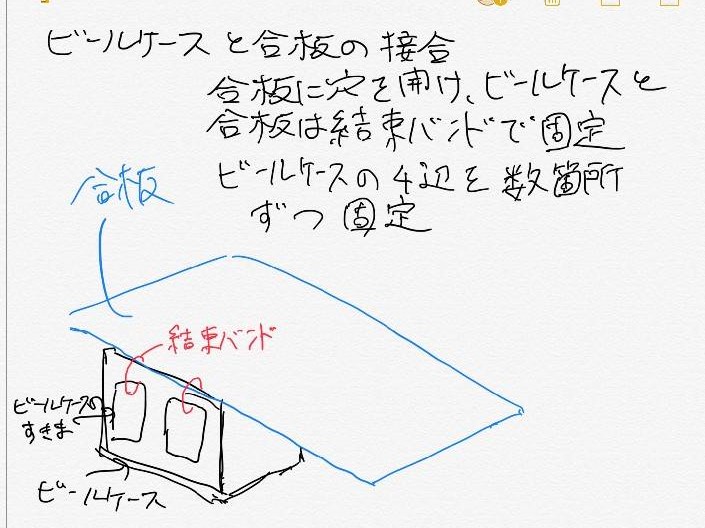 ビールケースと合板の接合
合板に穴を開け、ビールケースと
合板は結束バンドで固定
ビールケースの4辺を数箇所
ずつ固定
合板
結束バンド
ビールケースの
すきま
ビールケース